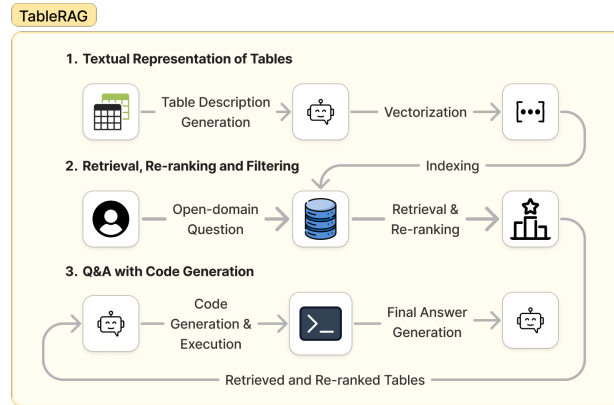 TableRAG
1. Textual Representation of Tables
Table Description
Generation
Vectorization
[•••]
Indexing
2. Retrieval, Re-ranking and Filtering
Open-domain
Question
Retrieval &
Re-ranking
3. Q&A with Code Generation
Code
Generation &
Execution
>_
Final Answer
Generation
Retrieved and Re-ranked Tables